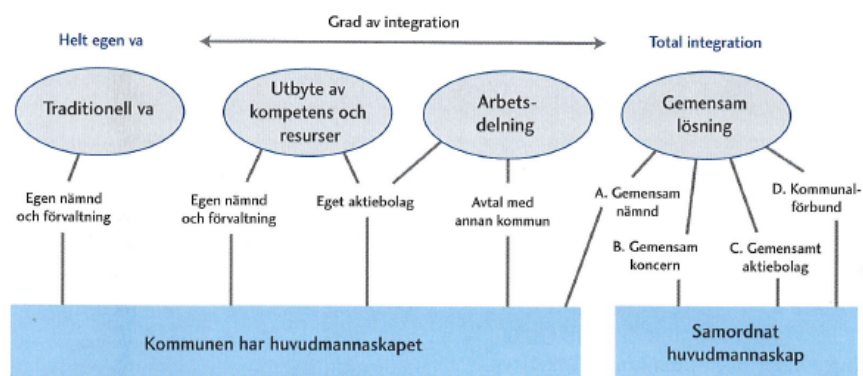 Grad av integration
Helt egen va
Total integration
Traditionell va
Utbyte av
kompetens och
resurser
Arbets-
delning
Gemensam
lösning
Egen nämnd
och förvaltning
Egen nämnd
och förvaltning
Eget aktiebolag
Avtal med
annan kommun
A. Gemensam
nämnd
B. Gemensam
koncern
C. Gemensamt
aktiebolag
D. Kommunal-
förbund
Kommunen har huvudmannaskapet
Samordnat
huvudmannaskap